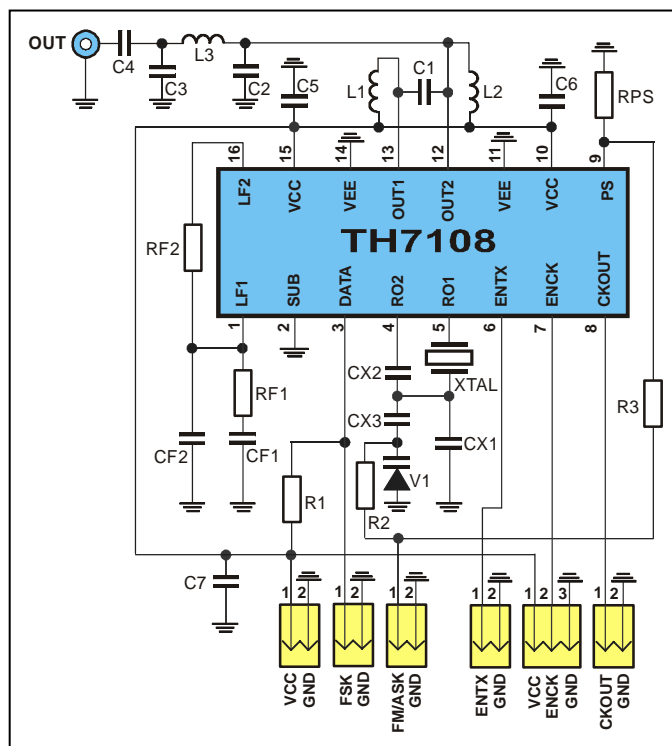 OUT
C4
L3
C3
C2
C5
L1
C1
L2
C6
RPS
16
15
14
13
12
11
10
9
LF2
VCC
VEE
OUT1
OUT2
VEE
VCC
PS
TH7108
RF2
LF1
SUB
DATA
RO2
RO1
ENTX
ENCK
CKOUT
1
2
3
4
5
6
7
8
CX2
XTAL
RF1
CX3
R3
CF2
CF1
CX1
R1
R2
V1
C7
1 2
1 2
1 2
1 2
1 2 3
1 2
VCC
GND
FSK
GND
FM/ASK
GND
ENTX
GND
VCC
ENCK
GND
CKOUT
GND